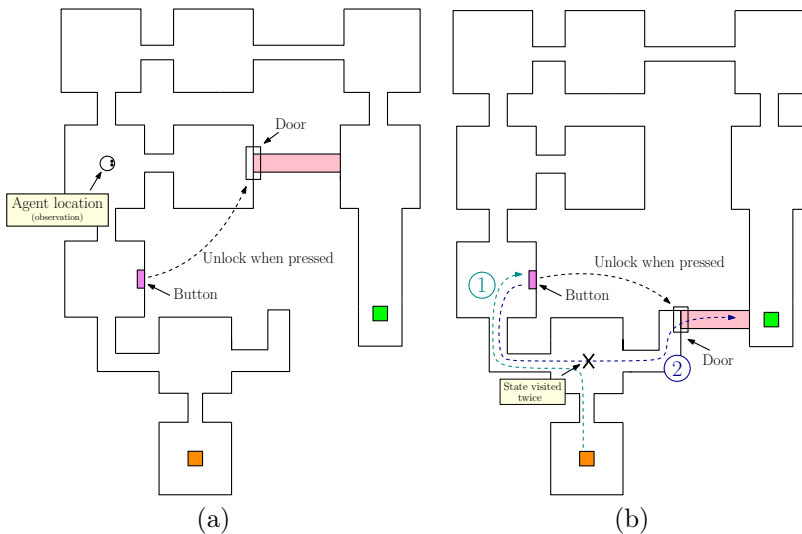 Door
Agent location
(observation)
Unlock when pressed
Button
(a)
1
Unlock when pressed
Button
Door
2
State visited
twice
(b)